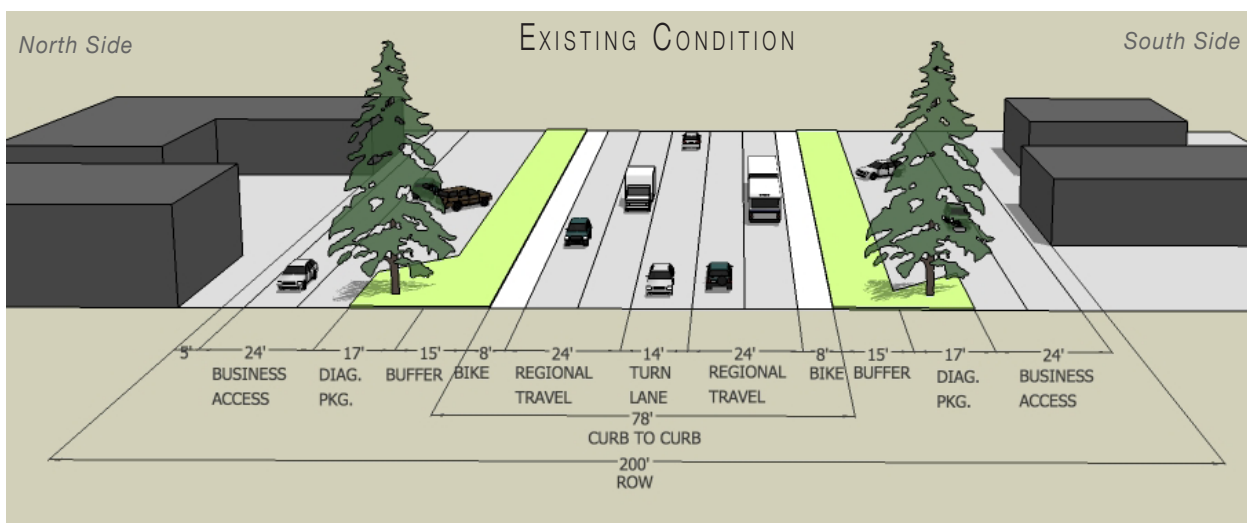 North Side
EXISTING CONDITION
South Side
5' 24' 17' 15' 8' 24' 14' 24' 8' 15' 17' 24'
BUSINESS DIAG. BUFFER BIKE REGIONAL TURN REGIONAL BIKE BUFFER DIAG. BUSINESS
ACCESS PKG. TRAVEL LANE TRAVEL PKG. ACCESS
78'
CURB TO CURB
200'
ROW